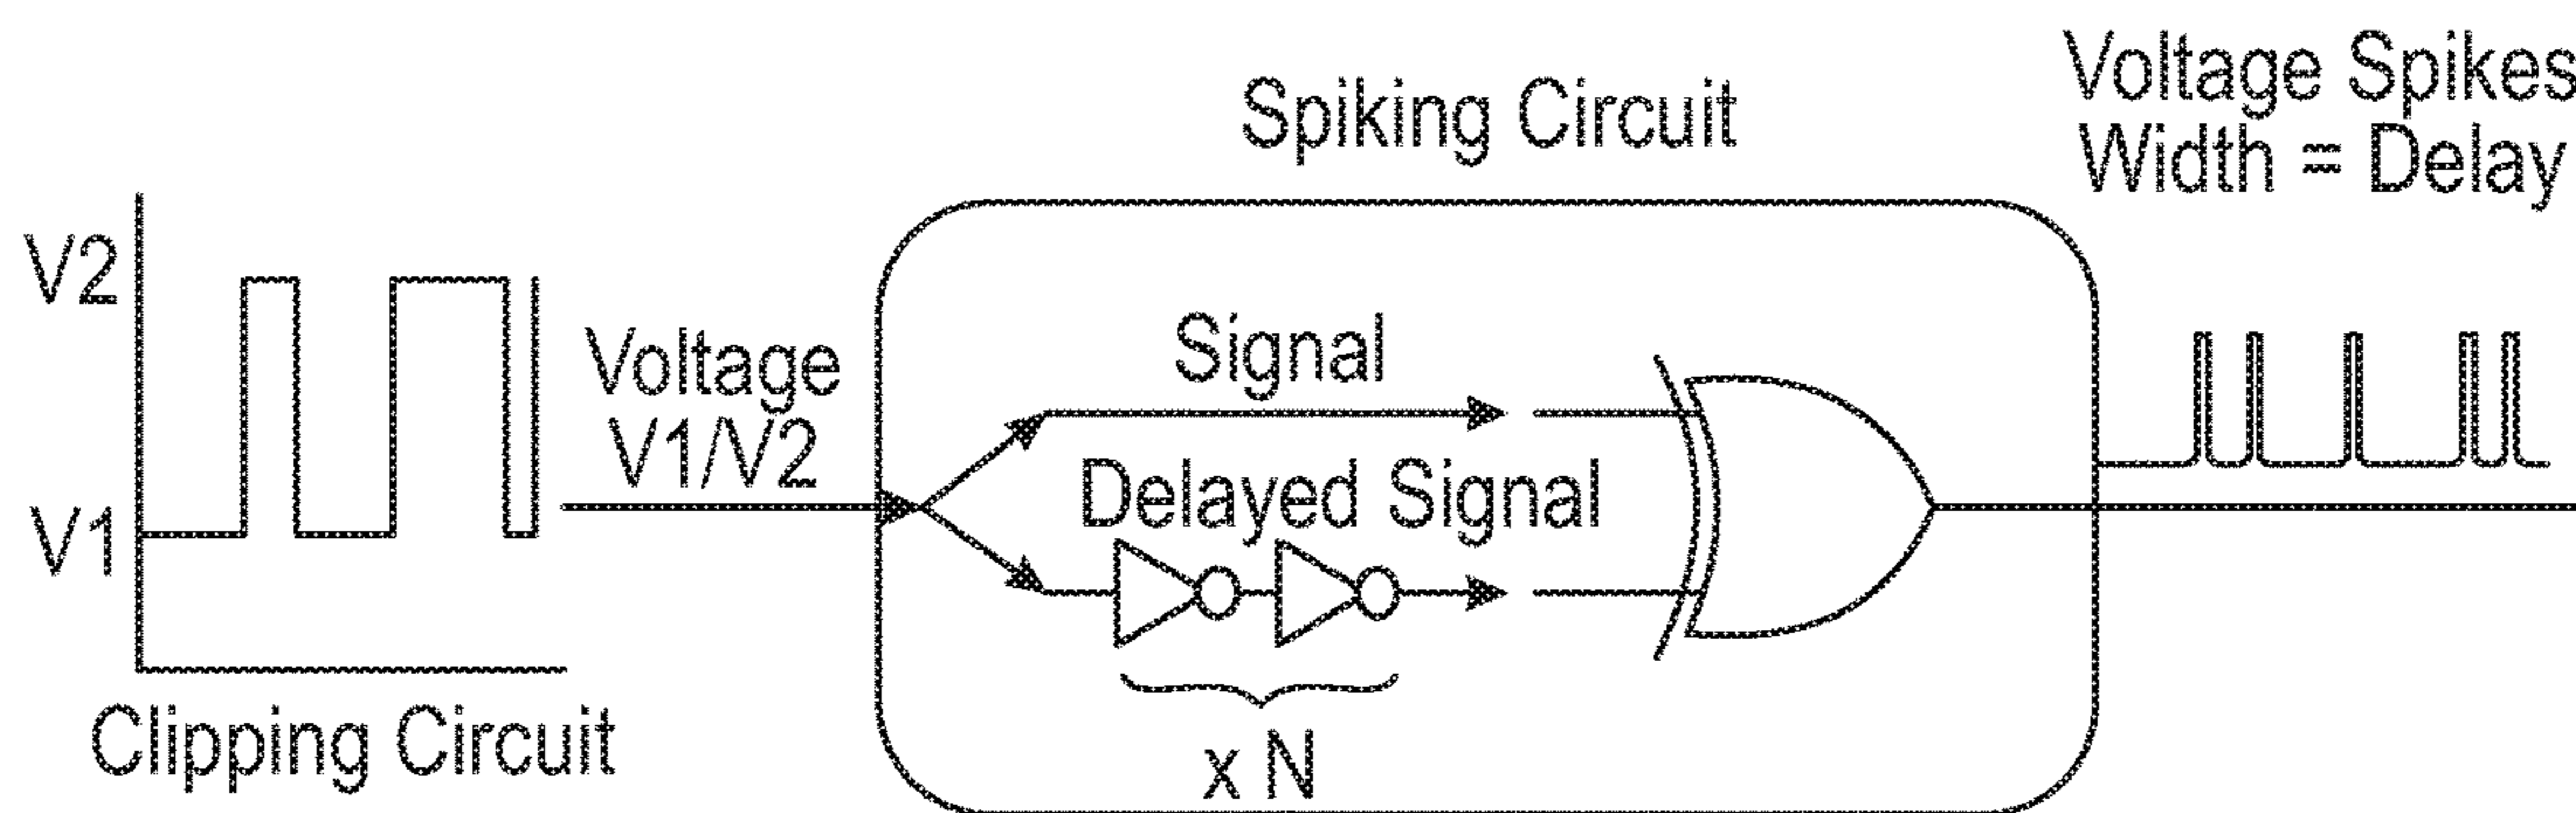 Voltage Spikes
Width = Delay
Spiking Circuit
V2
Voltage
V1/V2
Signal
Delayed Signal
V1
Clipping Circuit
x N